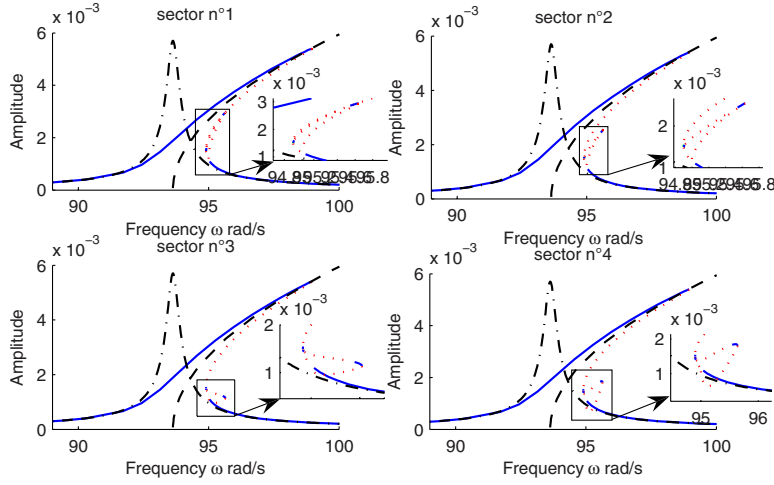 sector n°1
x 10⁻³
6
4
2
0
Amplitude
90 95 100
Frequency ω rad/s
x 10⁻³
3
2
1
sector n°2
x 10⁻³
6
4
2
0
Amplitude
90 95 100
Frequency ω rad/s
x 10⁻³
2
1
sector n°3
x 10⁻³
6
4
2
0
Amplitude
90 95 100
Frequency ω rad/s
x 10⁻³
2
1
sector n°4
x 10⁻³
6
4
2
0
Amplitude
90 95 100
Frequency ω rad/s
x 10⁻³
2
1
95 96